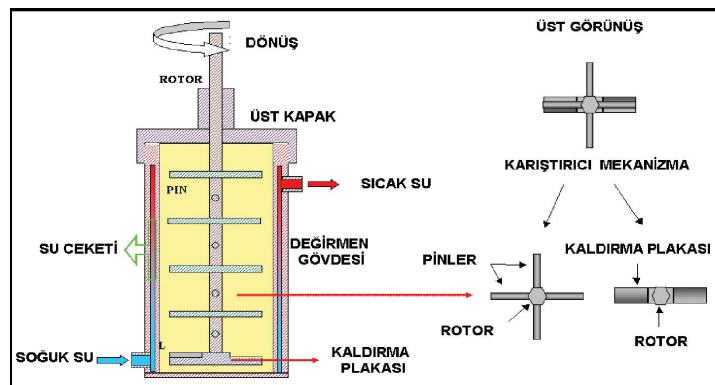 DÖNÜŞ
ROTOR
ÜST KAPAK
PIN
SICAK SU
SU CEKETİ
DEĞİRMEN
GÖVDESİ
SOĞUK SU
L
KALDIRMA
PLAKASI
ÜST GÖRÜNÜŞ
KARIŞTIRICI MEKANİZMA
PİNLER
ROTOR
KALDIRMA PLAKASI
ROTOR